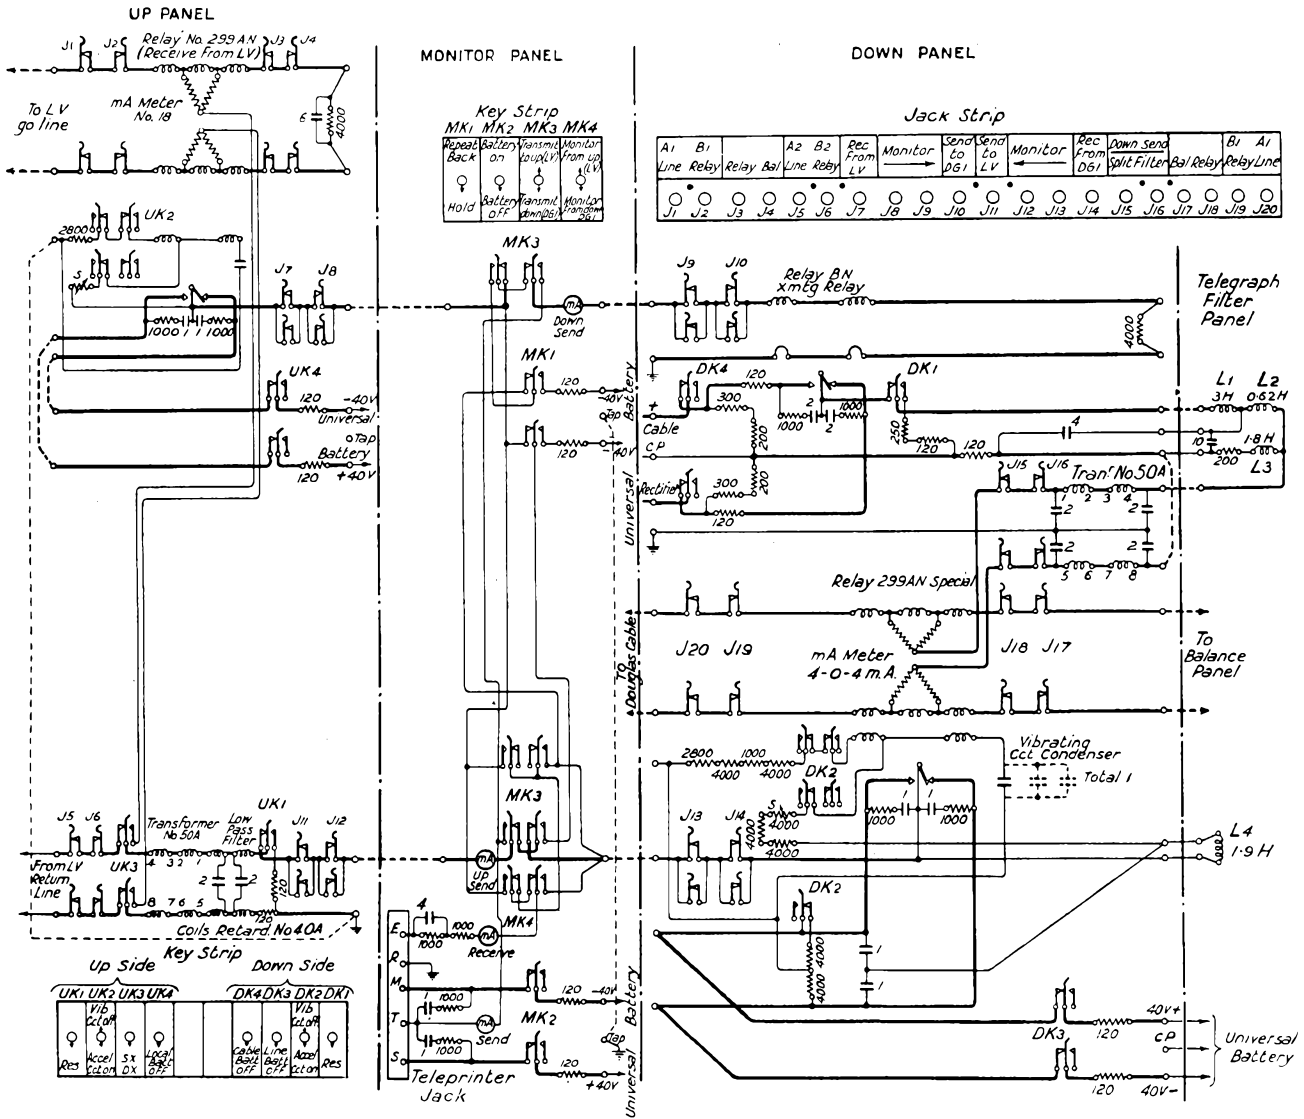 UP PANEL
MONITOR PANEL
DOWN PANEL
J1 J2
Relay No. 299AN
(Receive From LV)
J3 J4
To LV
go line
mA Meter
No. 18
6
4000
Key Strip
MK1 MK2 MK3 MK4
Repeat Back
Hold
Battery on
Battery off
Transmit up(LV)
Transmit down(DG1)
Monitor From up (LV)
Monitor From down DG1
Jack Strip
A1 Line
B1 Relay
Relay Bal
A2 Line
B2 Relay
Rec From LV
Monitor
Send to DG1
Send to LV
Monitor
Rec From DG1
Down Send
Split Filter
Bal Relay
B1 Relay
A1 Line
J1 J2 J3 J4 J5 J6 J7 J8 J9 J10 J11 J12 J13 J14 J15 J16 J17 J18 J19 J20
UK2
2800
S
1000 1 1 1000
J7 J8
UK4
120
-40V
Universal
Tap
Battery
120
+40V
MK3
mA
Down
Send
MK1
120
-40V
Tap
120
-40V
Universal Battery
J9 J10
Relay BN
xmtg Relay
4000
Telegraph
Filter
Panel
DK4
120
DK1
+
Cable
CP
Rectifier
300
200
200
300
120
2
1000
2
1000
250
120
120
4
L1
3H
L2
0.62H
10
200
1.8H
L3
J15 J16
Tranf No 50A
1 2 3 4
2 2
2 2
5 6 7 8
Relay 299AN Special
J20 J19
J18 J17
mA Meter
4-0-4 m.A.
To
Douglas Cable
To
Balance
Panel
2800
1000
4000
4000
DK2
Vibrating
Cct Condenser
Total 1
S
4000
4000
4000
1 1
1000 1000
J13 J14
L4
1.9H
DK2
4000
4000
1
1
DK3
120
40V+
CP
120
40V-
Universal
Battery
J5 J6
UK3
Transformer
No.50A
4 3 2 1
Low
Pass
Filter
UK1
J11 J12
From LV
Return
Line
2 2
120
8 7 6 5
120
Coils Retard No 40A
MK3
mA
Up
Send
MK4
E
R
M
T
S
4
1000
1000
mA
Receive
1
1000
1
1000
mA
Send
MK2
120
-40V
Tap
120
+40V
Universal Battery
Teleprinter
Jack
Key Strip
Up Side
Down Side
UK1 UK2 UK3 UK4
DK4 DK3 DK2 DK1
Res
Vib Cct off
Accel Cct on
SX
DX
Local Batt Off
Cable Batt Off
Line Batt Off
Vib Cct off
Accel Cct on
Res